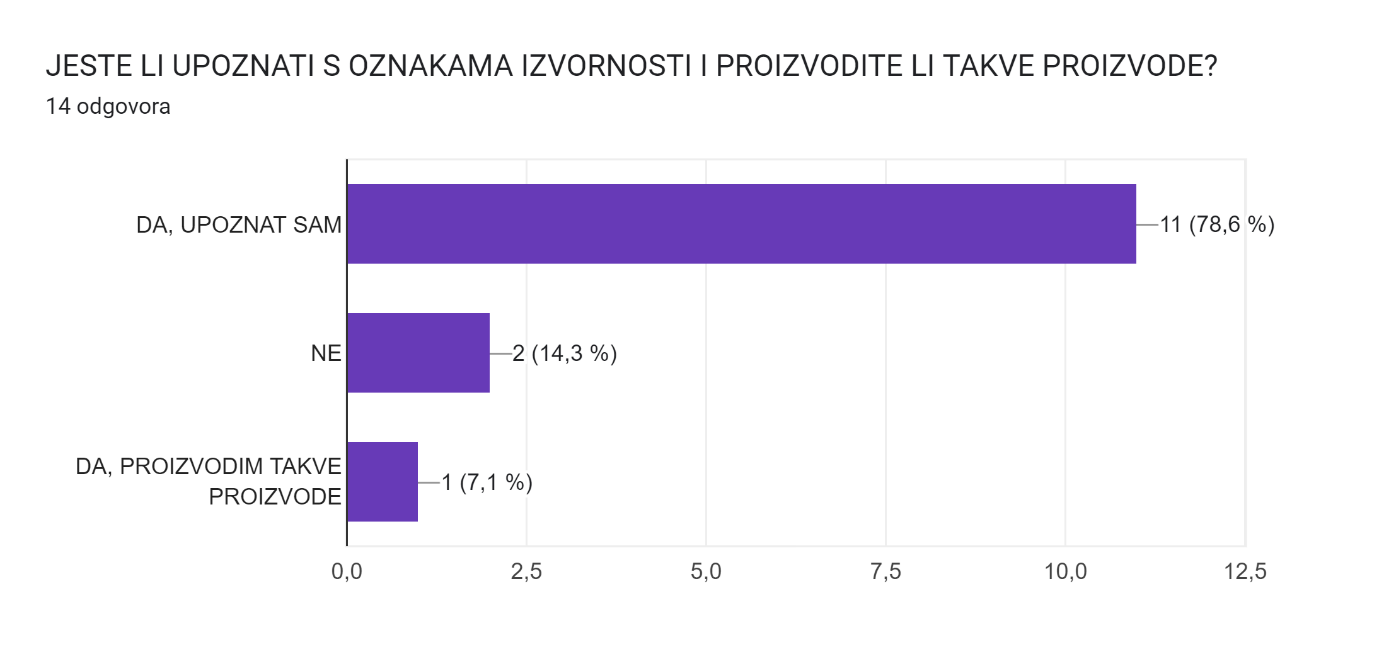 JESTE LI UPOZNATI S OZNAKAMA IZVORNOSTI I PROIZVODITE LI TAKVE PROIZVODE?
14 odgovora
DA, UPOZNAT SAM
11 (78,6 %)
NE
2 (14,3 %)
DA, PROIZVODIM TAKVE
PROIZVODE
1 (7,1 %)
0,0 2,5 5,0 7,5 10,0 12,5